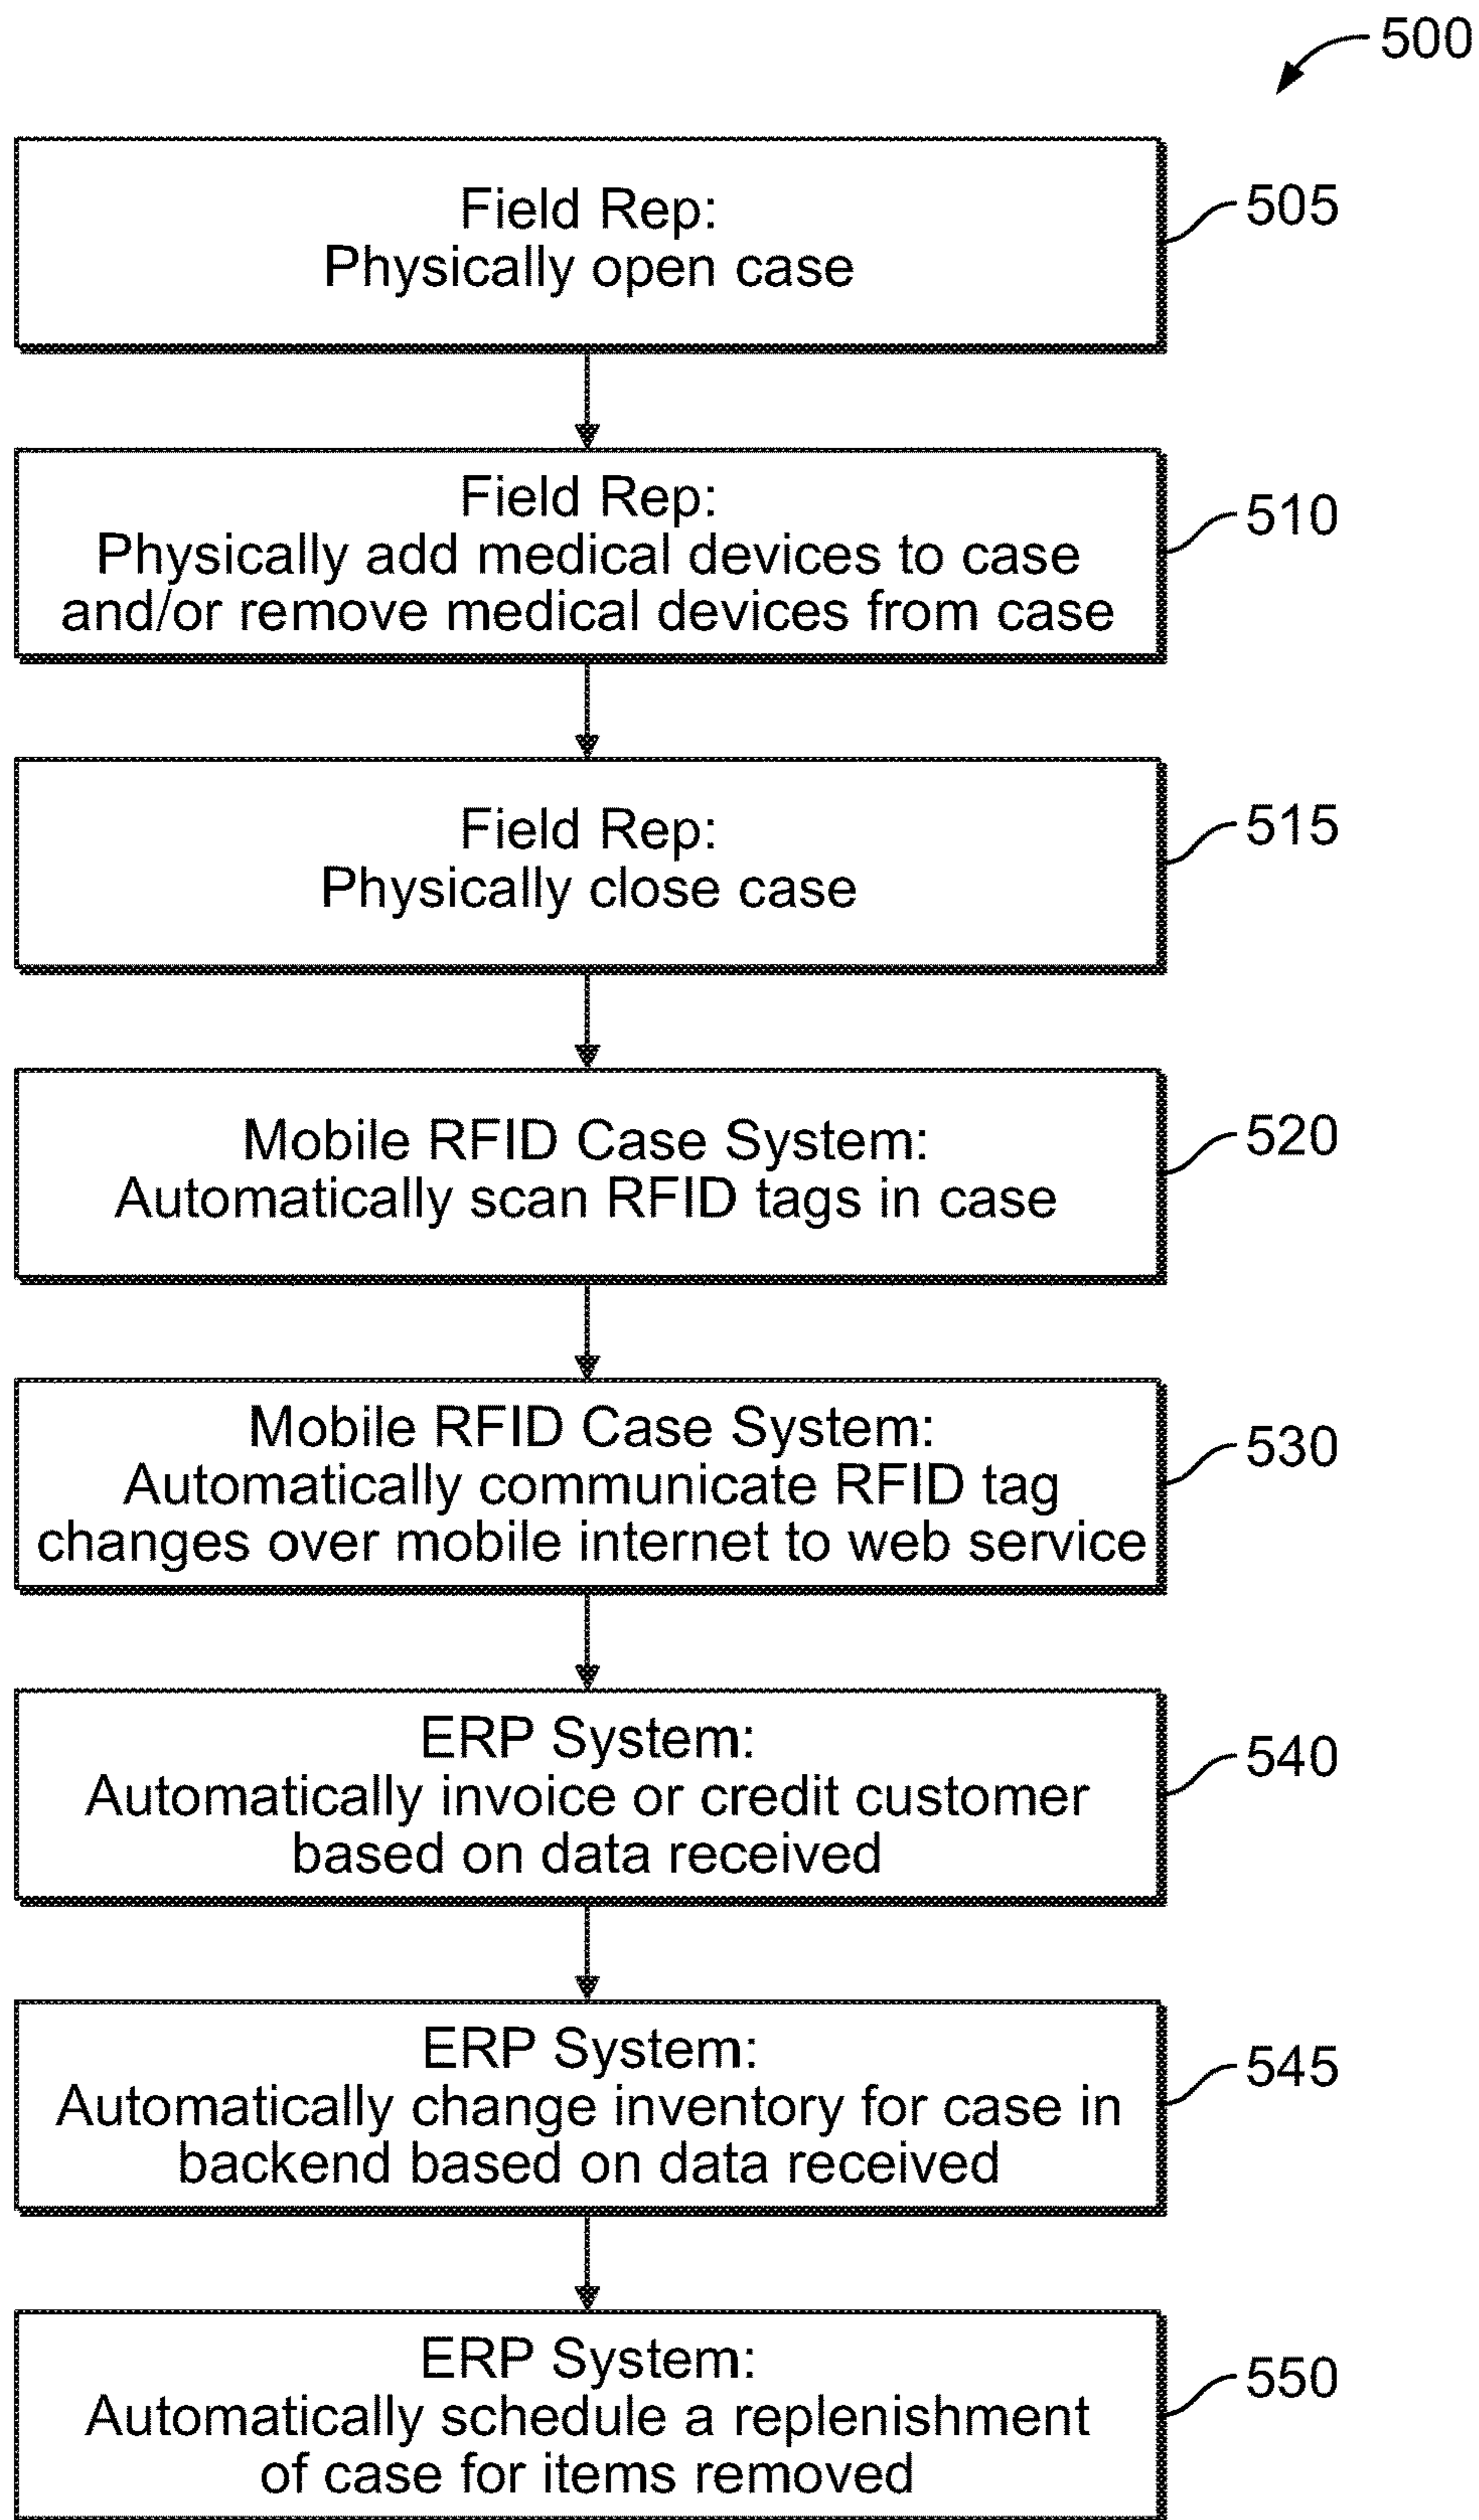 500
Field Rep:
Physically open case
505
Field Rep:
Physically add medical devices to case
and/or remove medical devices from case
510
Field Rep:
Physically close case
515
Mobile RFID Case System:
Automatically scan RFID tags in case
520
Mobile RFID Case System:
Automatically communicate RFID tag
changes over mobile internet to web service
530
ERP System:
Automatically invoice or credit customer
based on data received
540
ERP System:
Automatically change inventory for case in
backend based on data received
545
ERP System:
Automatically schedule a replenishment
of case for items removed
550